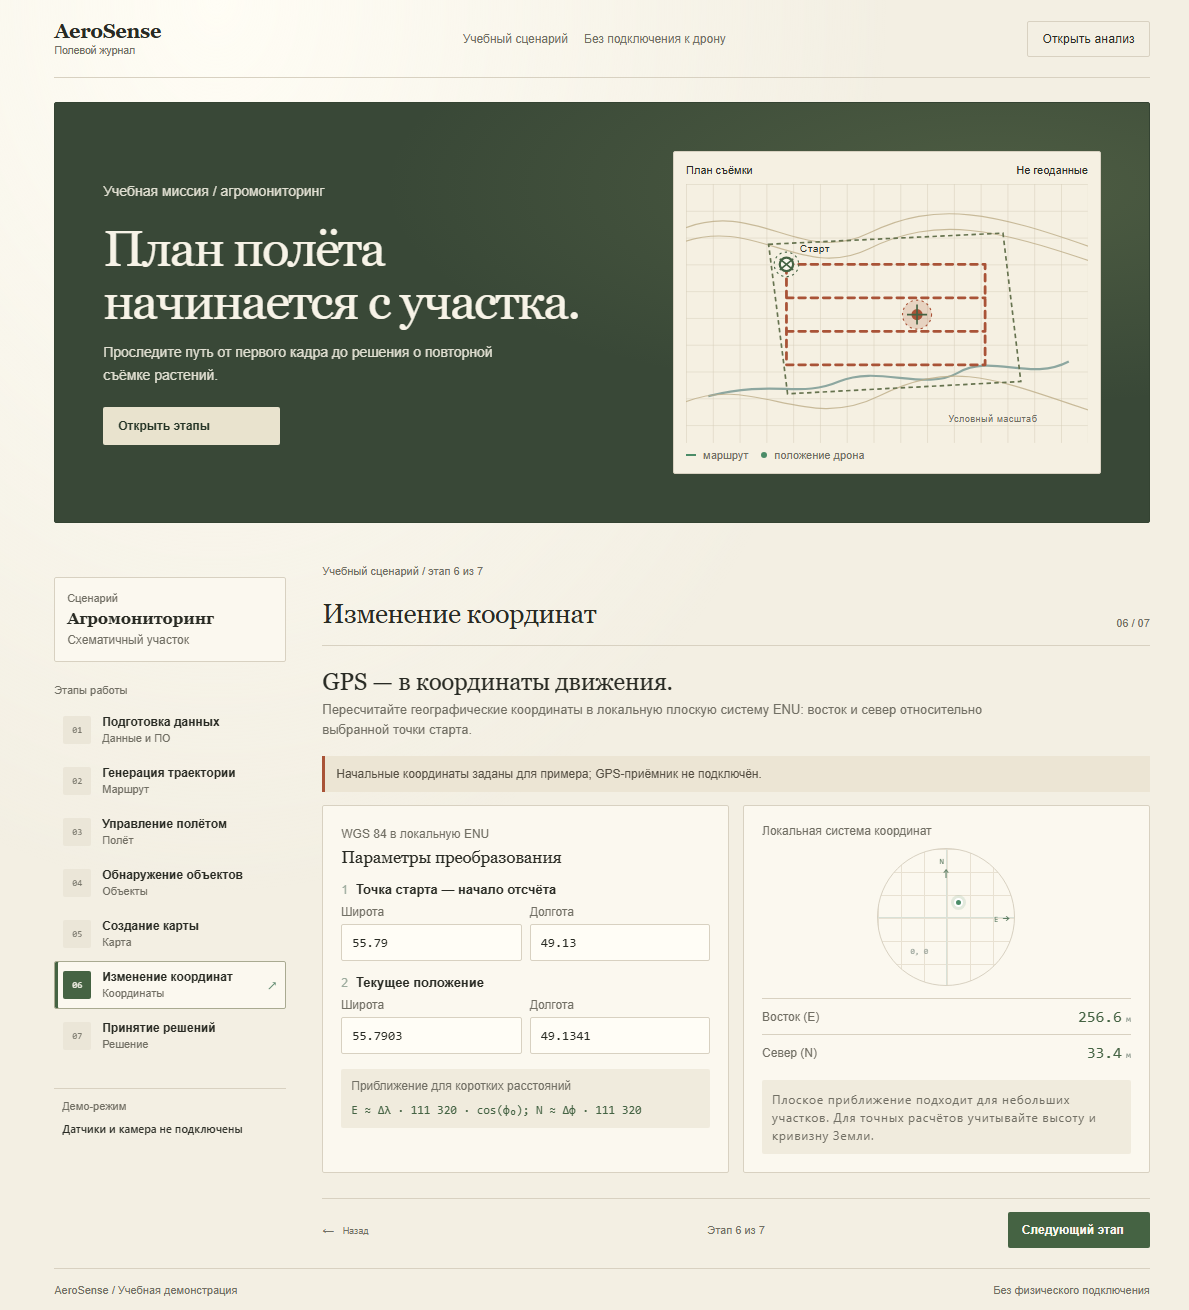 AeroSense
Полевой журнал
Учебный сценарий
Без подключения к дрону
Открыть анализ
Учебная миссия / агромониторинг
План полёта
начинается с участка.
Проследите путь от первого кадра до решения о повторной
съёмке растений.
Открыть этапы
План съёмки
Не геоданные
Старт
Условный масштаб
маршрут
положение дрона
Сценарий
Агромониторинг
Схематичный участок
Этапы работы
01
Подготовка данных
Данные и ПО
02
Генерация траектории
Маршрут
03
Управление полётом
Полёт
04
Обнаружение объектов
Объекты
05
Создание карты
Карта
06
Изменение координат
Координаты
↗
07
Принятие решений
Решение
Демо-режим
Датчики и камера не подключены
Учебный сценарий / этап 6 из 7
Изменение координат
06 / 07
GPS — в координаты движения.
Пересчитайте географические координаты в локальную плоскую систему ENU: восток и север относительно
выбранной точки старта.
Начальные координаты заданы для примера; GPS-приёмник не подключён.
WGS 84 в локальную ENU
Параметры преобразования
1 Точка старта — начало отсчёта
Широта
Долгота
55.79
49.13
2 Текущее положение
Широта
Долгота
55.7903
49.1341
Приближение для коротких расстояний
E ≈ Δλ · 111 320 · cos(ϕ₀); N ≈ Δϕ · 111 320
Локальная система координат
N
↑
E →
0, 0
Восток (E)
256.6 м
Север (N)
33.4 м
Плоское приближение подходит для небольших
участков. Для точных расчётов учитывайте высоту и
кривизну Земли.
← Назад
Этап 6 из 7
Следующий этап
AeroSense / Учебная демонстрация
Без физического подключения